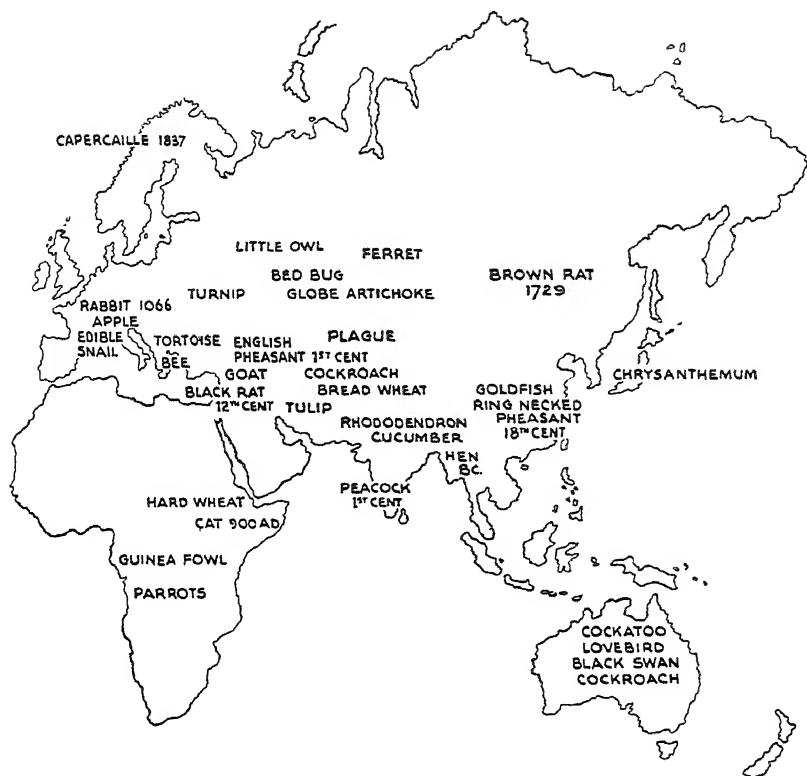 CAPERCAILLE 1837
LITTLE OWL
FERRET
BED BUG
TURNIP
GLOBE ARTICHOKE
BROWN RAT
1729
RABBIT 1066
APPLE
EDIBLE
SNAIL
TORTOISE
BEE
ENGLISH
PHEASANT 1ST CENT
PLAGUE
GOAT
COCKROACH
BREAD WHEAT
BLACK RAT
12TH CENT
TULIP
CHRYSANTHEMUM
GOLDFISH
RING NECKED
PHEASANT
18TH CENT
RHODODENDRON
CUCUMBER
HEN
BC.
PEACOCK
1ST CENT
HARD WHEAT
CAT 900 AD
GUINEA FOWL
PARROTS
COCKATOO
LOVEBIRD
BLACK SWAN
COCKROACH